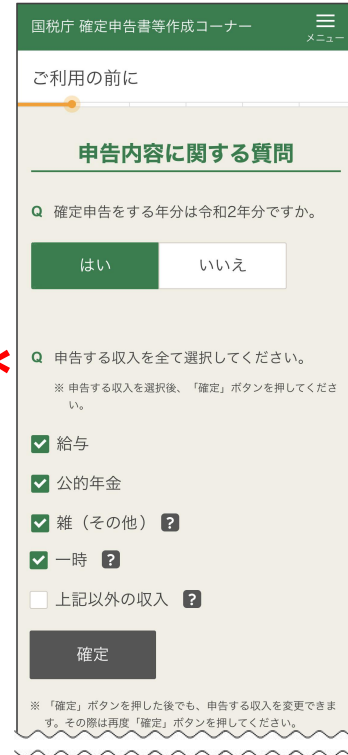 国税庁 確定申告書等作成コーナー
メニュー
ご利用の前に
申告内容に関する質問
Q 確定申告をする年分は令和2年分ですか。
はい いいえ
Q 申告する収入を全て選択してください。
※ 申告する収入を選択後、「確定」ボタンを押してくださ
い。
給与
公的年金
雑（その他） ?
一時 ?
上記以外の収入 ?
確定
※ 「確定」ボタンを押した後でも、申告する収入を変更できま
す。その際は再度「確定」ボタンを押してください。